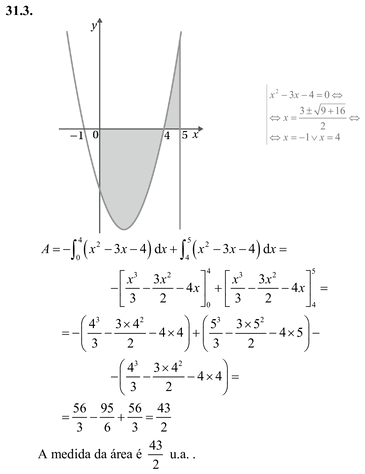 31.3.
y
−1 0 4 5 x
x² − 3x − 4 = 0 ⇔
⇔ x = (3 ± √(9 + 16))/2 ⇔
⇔ x = −1 ∨ x = 4
A = −∫₀⁴(x² − 3x − 4) dx + ∫₄⁵(x² − 3x − 4) dx =
−[x³/3 − 3x²/2 − 4x]₀⁴ + [x³/3 − 3x²/2 − 4x]₄⁵ =
= −(4³/3 − (3×4²)/2 − 4×4) + (5³/3 − (3×5²)/2 − 4×5) −
−(4³/3 − (3×4²)/2 − 4×4) =
= 56/3 − 95/6 + 56/3 = 43/2
A medida da área é 43/2 u.a. .